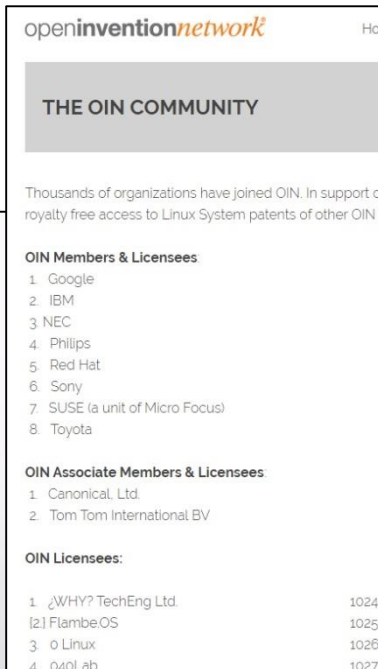 openinventionnetwork
Ho
THE OIN COMMUNITY
Thousands of organizations have joined OIN. In support o
royalty free access to Linux System patents of other OIN
OIN Members & Licensees:
1. Google
2. IBM
3. NEC
4. Philips
5. Red Hat
6. Sony
7. SUSE (a unit of Micro Focus)
8. Toyota
OIN Associate Members & Licensees:
1. Canonical, Ltd.
2. Tom Tom International BV
OIN Licensees:
1. ¿WHY? TechEng Ltd. 1024
[2.] Flambe.OS 1025
3. 0 Linux 1026
4. 040Lab 1027